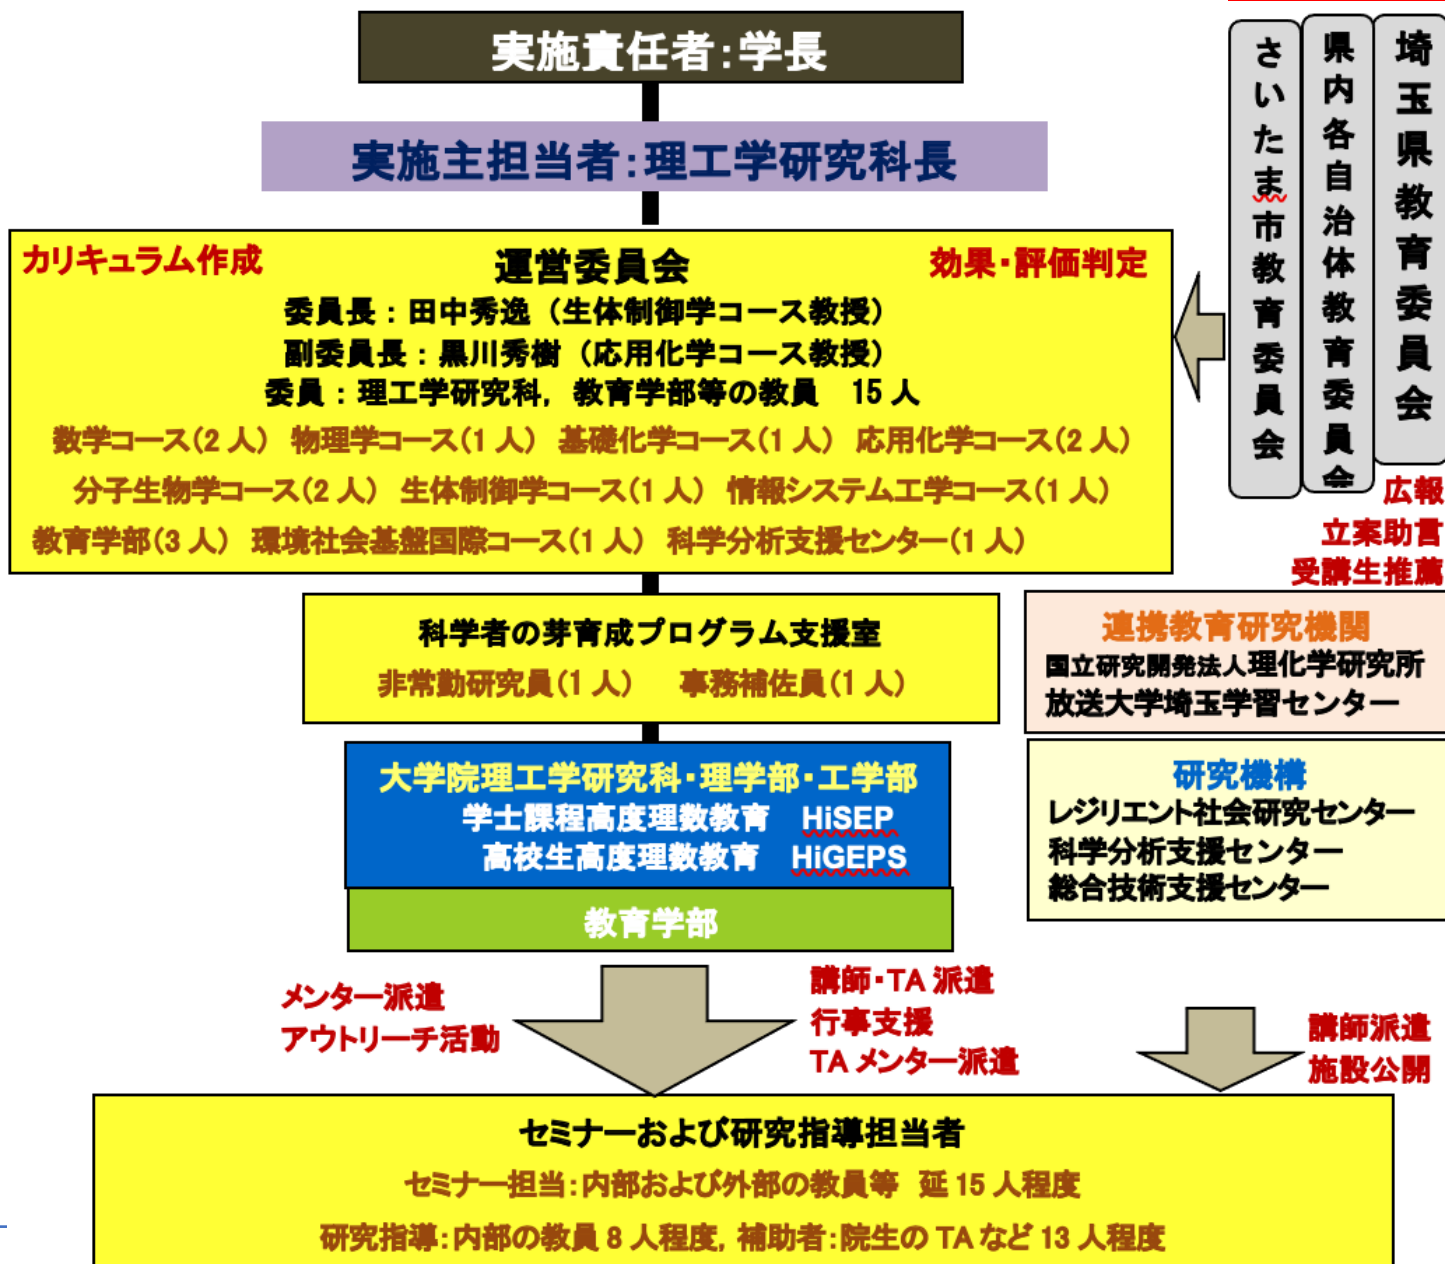 実施責任者：学長
実施主担当者：理工学研究科長
カリキュラム作成
運営委員会
効果・評価判定
委員長：田中秀逸（生体制御学コース教授）
副委員長：黒川秀樹（応用化学コース教授）
委員：理工学研究科，教育学部等の教員　15人
数学コース（2人） 物理学コース（1人） 基礎化学コース（1人） 応用化学コース（2人）
分子生物学コース（2人） 生体制御学コース（1人） 情報システム工学コース（1人）
教育学部（3人） 環境社会基盤国際コース（1人） 科学分析支援センター（1人）
埼玉県教育委員会
県内各自治体教育委員会
さいたま市教育委員会
広報
立案助言
受講生推薦
科学者の芽育成プログラム支援室
非常勤研究員（1人）　事務補佐員（1人）
連携教育研究機関
国立研究開発法人理化学研究所
放送大学埼玉学習センター
大学院理工学研究科・理学部・工学部
学士課程高度理数教育　HiSEP
高校生高度理数教育　HiGEPS
教育学部
研究機構
レジリエント社会研究センター
科学分析支援センター
総合技術支援センター
メンター派遣
アウトリーチ活動
講師・TA派遣
行事支援
TAメンター派遣
講師派遣
施設公開
セミナーおよび研究指導担当者
セミナー担当：内部および外部の教員等　延15人程度
研究指導：内部の教員8人程度，補助者：院生のTAなど13人程度